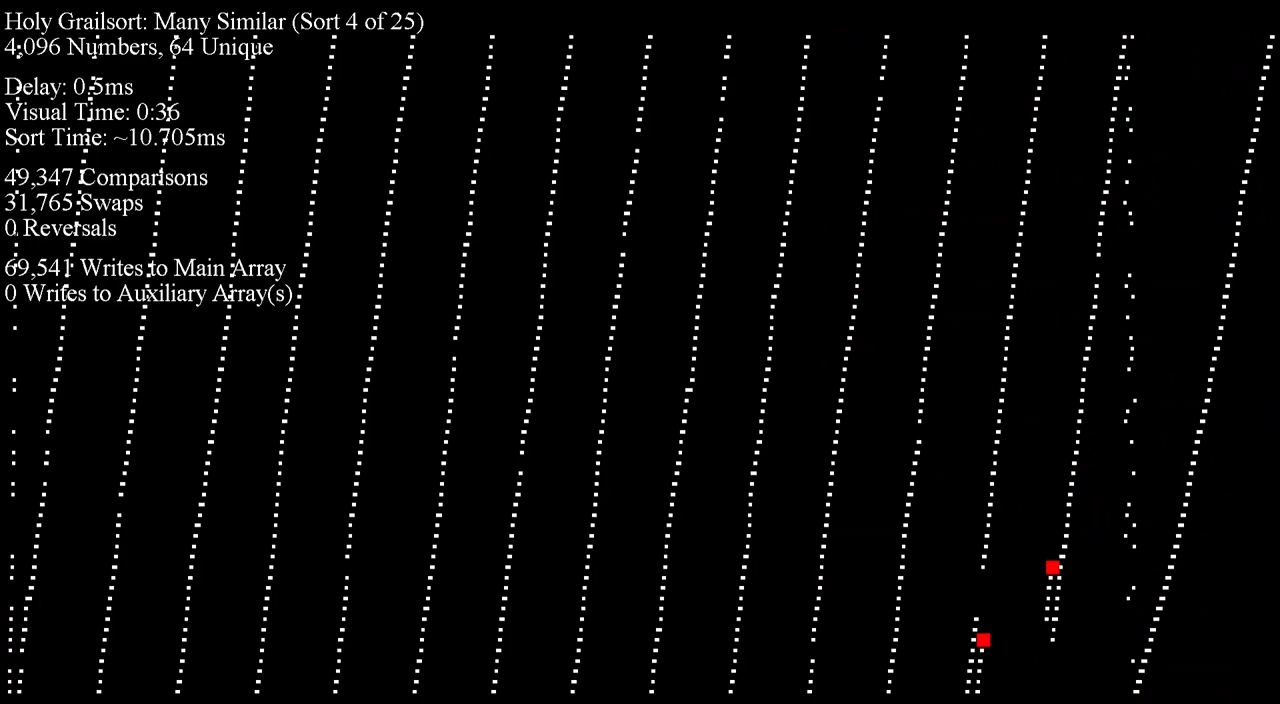 Holy Grailsort: Many Similar (Sort 4 of 25)
4,096 Numbers, 64 Unique
Delay: 0.5ms
Visual Time: 0:36
Sort Time: ~10.705ms
49,347 Comparisons
31,765 Swaps
0 Reversals
69,541 Writes to Main Array
0 Writes to Auxiliary Array(s)